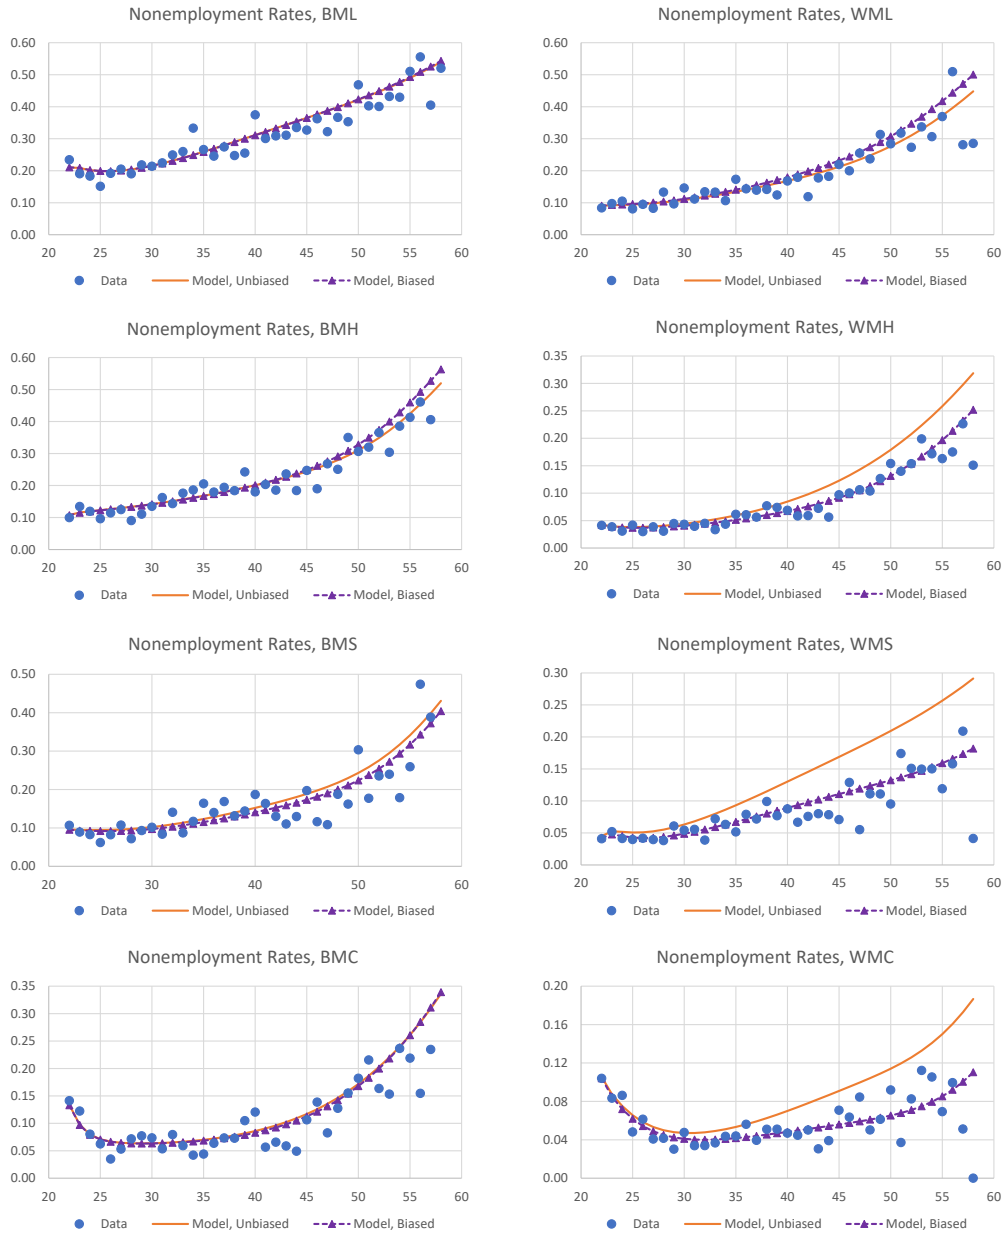 Nonemployment Rates, BML
0.60
0.50
0.40
0.30
0.20
0.10
0.00
20 25 30 35 40 45 50 55 60
Data Model, Unbiased Model, Biased
Nonemployment Rates, WML
0.60
0.50
0.40
0.30
0.20
0.10
0.00
20 25 30 35 40 45 50 55 60
Data Model, Unbiased Model, Biased
Nonemployment Rates, BMH
0.60
0.50
0.40
0.30
0.20
0.10
0.00
20 25 30 35 40 45 50 55 60
Data Model, Unbiased Model, Biased
Nonemployment Rates, WMH
0.35
0.30
0.25
0.20
0.15
0.10
0.05
0.00
20 25 30 35 40 45 50 55 60
Data Model, Unbiased Model, Biased
Nonemployment Rates, BMS
0.50
0.40
0.30
0.20
0.10
0.00
20 25 30 35 40 45 50 55 60
Data Model, Unbiased Model, Biased
Nonemployment Rates, WMS
0.30
0.25
0.20
0.15
0.10
0.05
0.00
20 25 30 35 40 45 50 55 60
Data Model, Unbiased Model, Biased
Nonemployment Rates, BMC
0.35
0.30
0.25
0.20
0.15
0.10
0.05
0.00
20 25 30 35 40 45 50 55 60
Data Model, Unbiased Model, Biased
Nonemployment Rates, WMC
0.20
0.16
0.12
0.08
0.04
0.00
20 25 30 35 40 45 50 55 60
Data Model, Unbiased Model, Biased